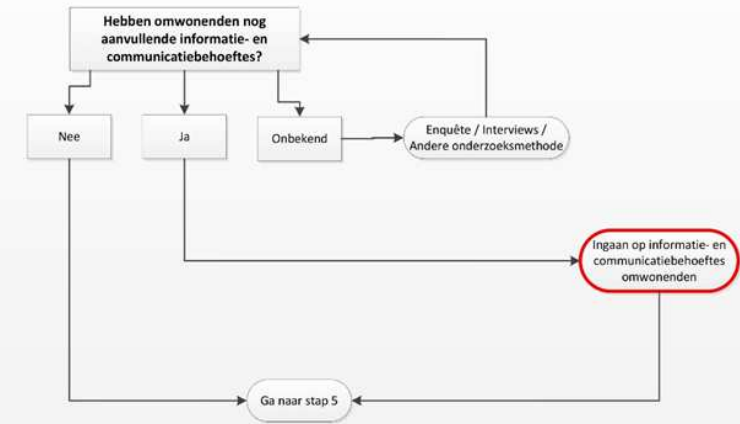 Hebben omwonenden nog
aanvullende informatie- en
communicatiebehoeftes?
Nee
Ja
Onbekend
Enquête / Interviews /
Andere onderzoeksmethode
Ingaan op informatie- en
communicatiebehoeftes
omwonenden
Ga naar stap 5